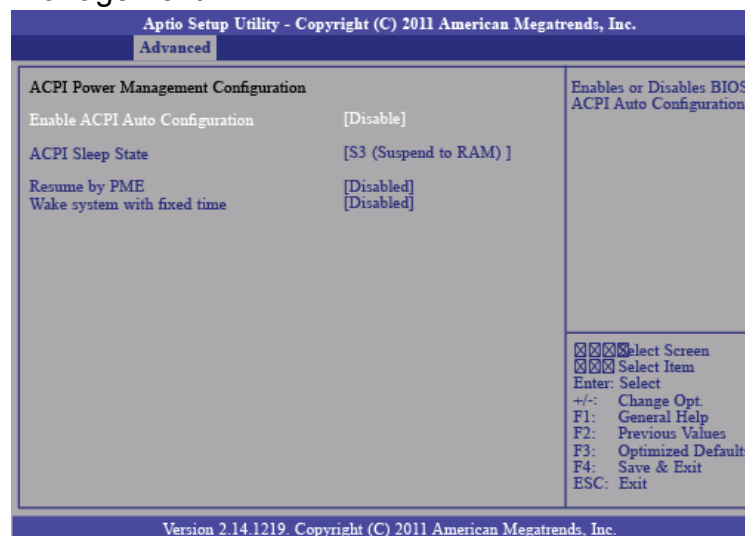 Aptio Setup Utility - Copyright (C) 2011 American Megatrends, Inc.
Advanced
ACPI Power Management Configuration
Enable ACPI Auto Configuration [Disable]
ACPI Sleep State [S3 (Suspend to RAM) ]
Resume by PME [Disabled]
Wake system with fixed time [Disabled]
Enables or Disables BIOS
ACPI Auto Configuration
Select Screen
Select Item
Enter: Select
+/-: Change Opt.
F1: General Help
F2: Previous Values
F3: Optimized Default
F4: Save & Exit
ESC: Exit
Version 2.14.1219. Copyright (C) 2011 American Megatrends, Inc.